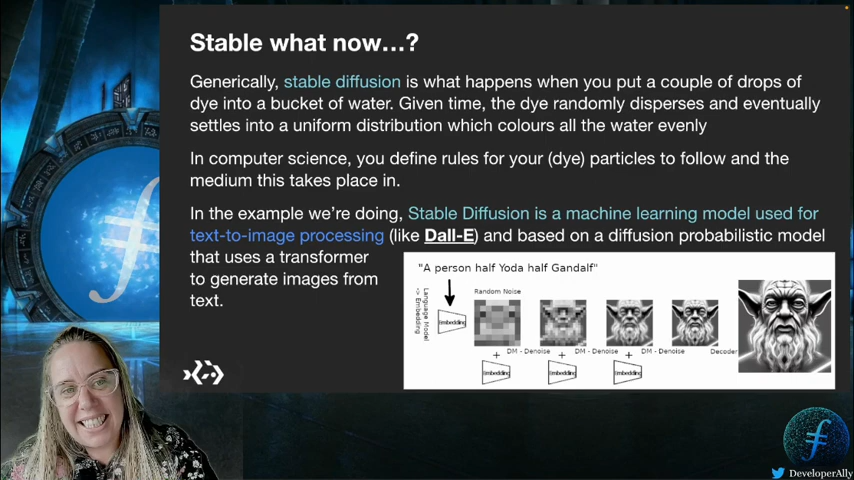 Stable what now…?
Generically, stable diffusion is what happens when you put a couple of drops of
dye into a bucket of water. Given time, the dye randomly disperses and eventually
settles into a uniform distribution which colours all the water evenly
In computer science, you define rules for your (dye) particles to follow and the
medium this takes place in.
In the example we're doing, Stable Diffusion is a machine learning model used for
text-to-image processing (like Dall-E) and based on a diffusion probabilistic model
that uses a transformer
to generate images from
text.
"A person half Yoda half Gandalf"
Language Model
-> Embedding
Embedding
Random Noise
DM - Denoise
DM - Denoise
DM - Denoise
Decoder
+
+
+
Embedding
Embedding
Embedding
DeveloperAlly